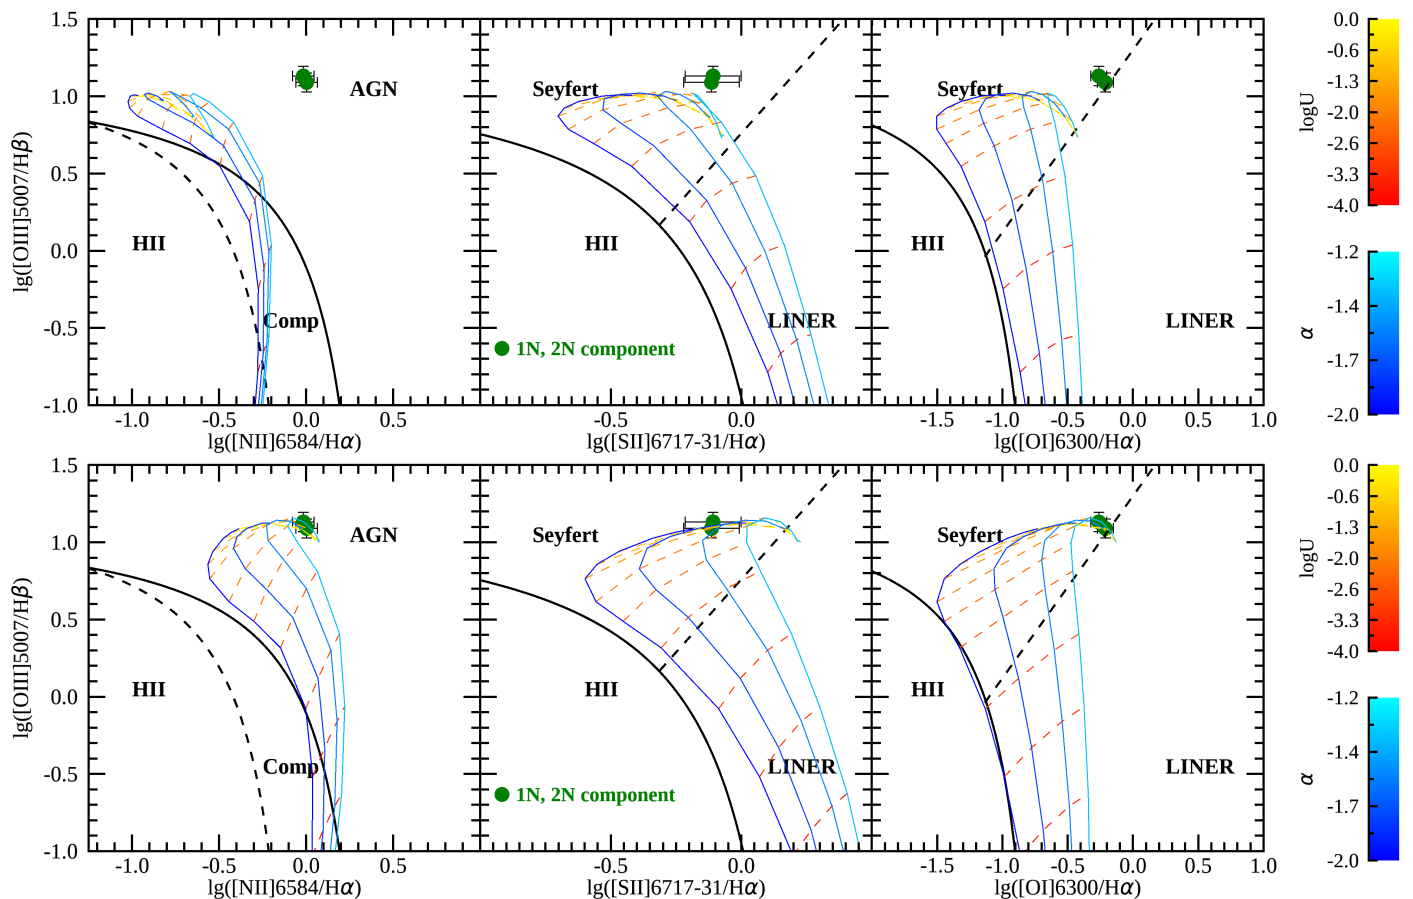 1.5
1.0
0.5
0.0
-0.5
-1.0
lg([OIII]5007/Hβ)
AGN
HII
Comp
-1.0 -0.5 0.0 0.5
lg([NII]6584/Hα)
Seyfert
HII
LINER
1N, 2N component
-0.5 0.0
lg([SII]6717-31/Hα)
Seyfert
HII
LINER
-1.5 -1.0 -0.5 0.0 0.5 1.0
lg([OI]6300/Hα)
0.0
-0.6
-1.3
-2.0
-2.6
-3.3
-4.0
logU
-1.2
-1.4
-1.7
-2.0
α
1.5
1.0
0.5
0.0
-0.5
-1.0
lg([OIII]5007/Hβ)
AGN
HII
Comp
-1.0 -0.5 0.0 0.5
lg([NII]6584/Hα)
Seyfert
HII
LINER
1N, 2N component
-0.5 0.0
lg([SII]6717-31/Hα)
Seyfert
HII
LINER
-1.5 -1.0 -0.5 0.0 0.5 1.0
lg([OI]6300/Hα)
0.0
-0.6
-1.3
-2.0
-2.6
-3.3
-4.0
logU
-1.2
-1.4
-1.7
-2.0
α